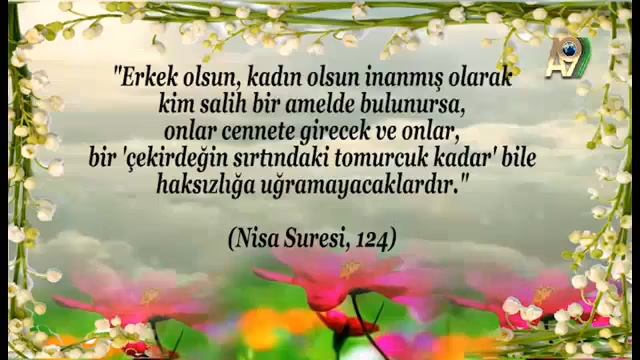 A9
"Erkek olsun, kadın olsun inanmış olarak
kim salih bir amelde bulunursa,
onlar cennete girecek ve onlar,
bir 'çekirdeğin sırtındaki tomurcuk kadar' bile
haksızlığa uğramayacaklardır."
(Nisa Suresi, 124)